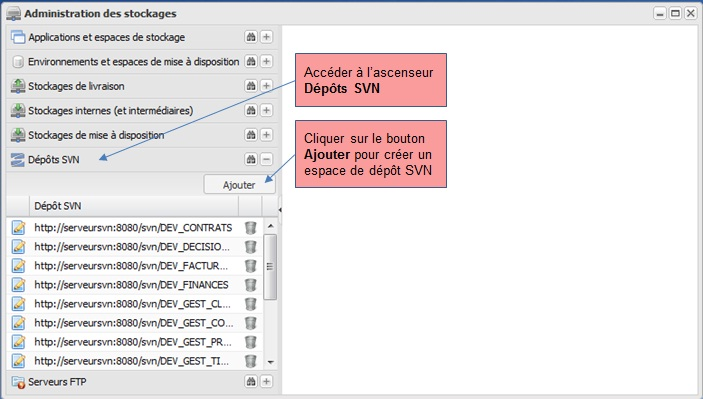 Administration des stockages
Applications et espaces de stockage
Environnements et espaces de mise à disposition
Stockages de livraison
Stockages internes (et intermédiaires)
Stockages de mise à disposition
Dépôts SVN
Ajouter
Dépôt SVN
http://serveursvn:8080/svn/DEV_CONTRATS
http://serveursvn:8080/svn/DEV_DECISIO...
http://serveursvn:8080/svn/DEV_FACTUR...
http://serveursvn:8080/svn/DEV_FINANCES
http://serveursvn:8080/svn/DEV_GEST_CL...
http://serveursvn:8080/svn/DEV_GEST_CO...
http://serveursvn:8080/svn/DEV_GEST_PR...
http://serveursvn:8080/svn/DEV_GEST_TI...
Serveurs FTP
Accéder à l'ascenseur
Dépôts SVN
Cliquer sur le bouton
Ajouter pour créer un
espace de dépôt SVN